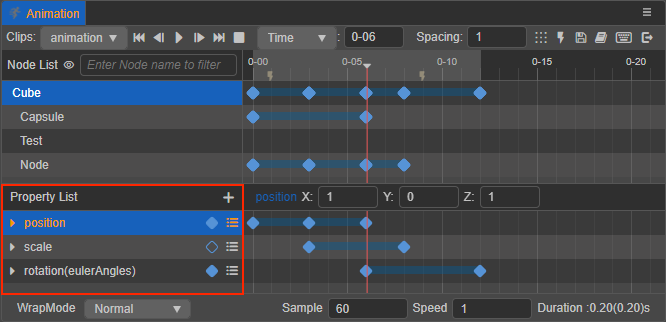 Animation
Clips: animation Time : 0-06 Spacing: 1
Node List Enter Node name to filter 0-00 0-05 0-10 0-15 0-20
Cube
Capsule
Test
Node
Property List + position X: 1 Y: 0 Z: 1
position
scale
rotation(eulerAngles)
WrapMode Normal Sample 60 Speed 1 Duration :0.20(0.20)s